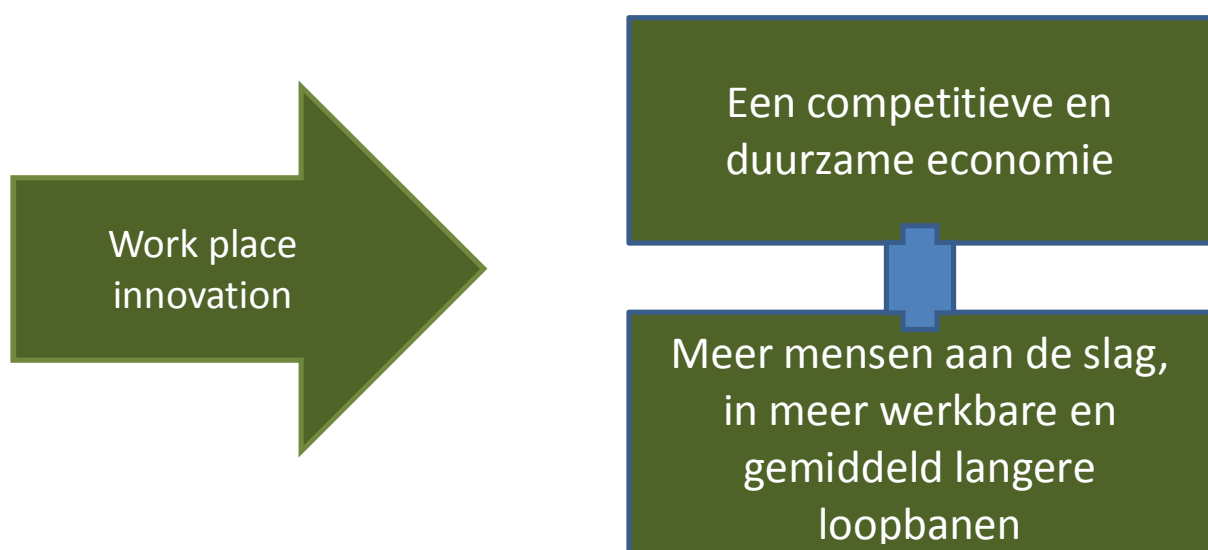 Work place
innovation
Een competitieve en
duurzame economie
Meer mensen aan de slag,
in meer werkbare en
gemiddeld langere
loopbanen